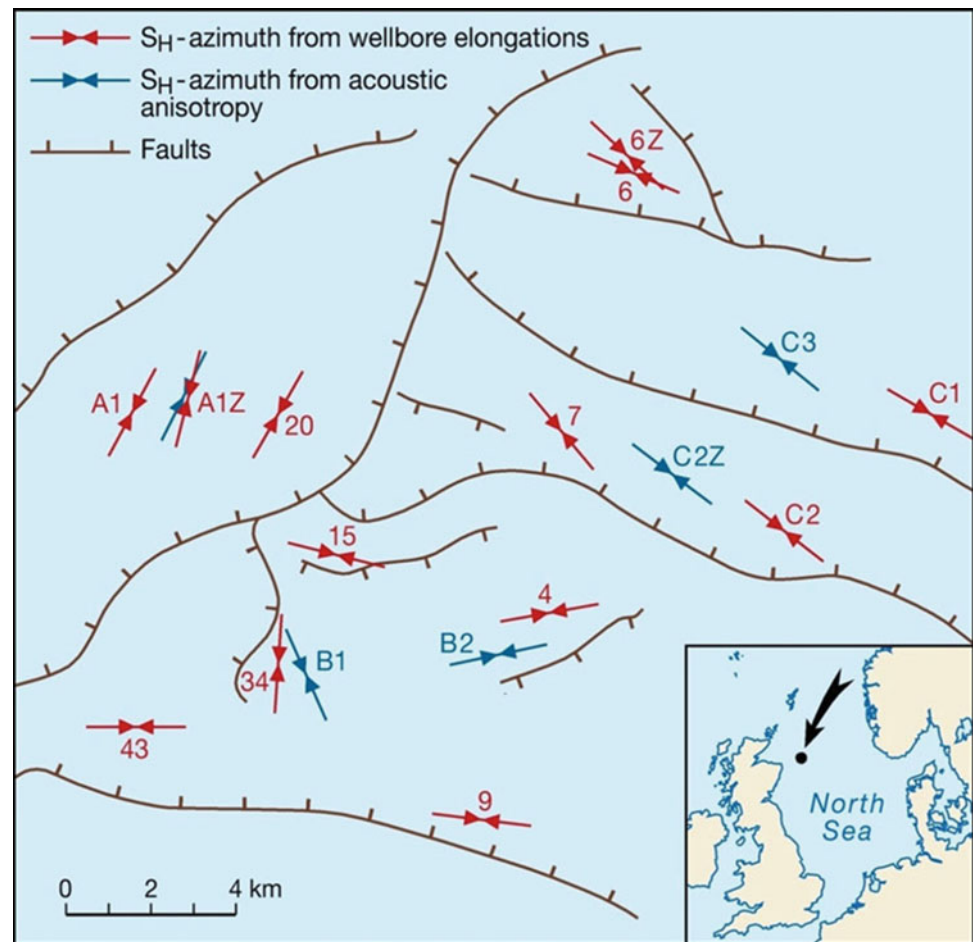 SH-azimuth from wellbore elongations
SH-azimuth from acoustic
anisotropy
Faults
6Z
6
C3
C1
A1
A1Z
20
7
C2Z
C2
15
4
B2
B1
34
43
9
0 2 4 km
North
Sea